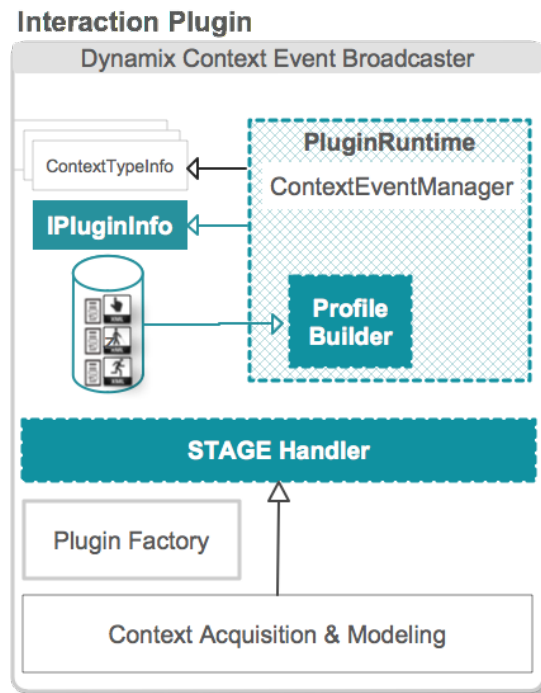 Interaction Plugin
Dynamix Context Event Broadcaster
PluginRuntime
ContextTypeInfo
ContextEventManager
IPluginInfo
Profile
Builder
STAGE Handler
Plugin Factory
Context Acquisition & Modeling